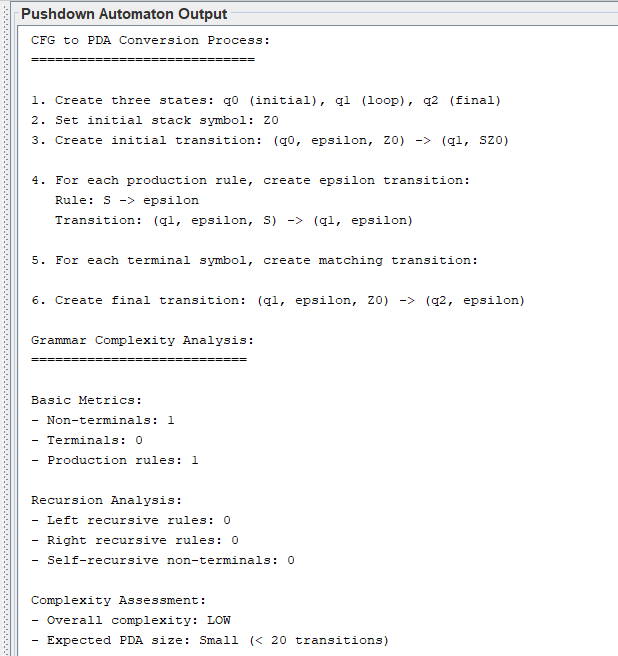 Pushdown Automaton Output
CFG to PDA Conversion Process:
============================
1. Create three states: q0 (initial), q1 (loop), q2 (final)
2. Set initial stack symbol: Z0
3. Create initial transition: (q0, epsilon, Z0) -> (q1, SZ0)
4. For each production rule, create epsilon transition:
Rule: S -> epsilon
Transition: (q1, epsilon, S) -> (q1, epsilon)
5. For each terminal symbol, create matching transition:
6. Create final transition: (q1, epsilon, Z0) -> (q2, epsilon)
Grammar Complexity Analysis:
===========================
Basic Metrics:
- Non-terminals: 1
- Terminals: 0
- Production rules: 1
Recursion Analysis:
- Left recursive rules: 0
- Right recursive rules: 0
- Self-recursive non-terminals: 0
Complexity Assessment:
- Overall complexity: LOW
- Expected PDA size: Small (< 20 transitions)